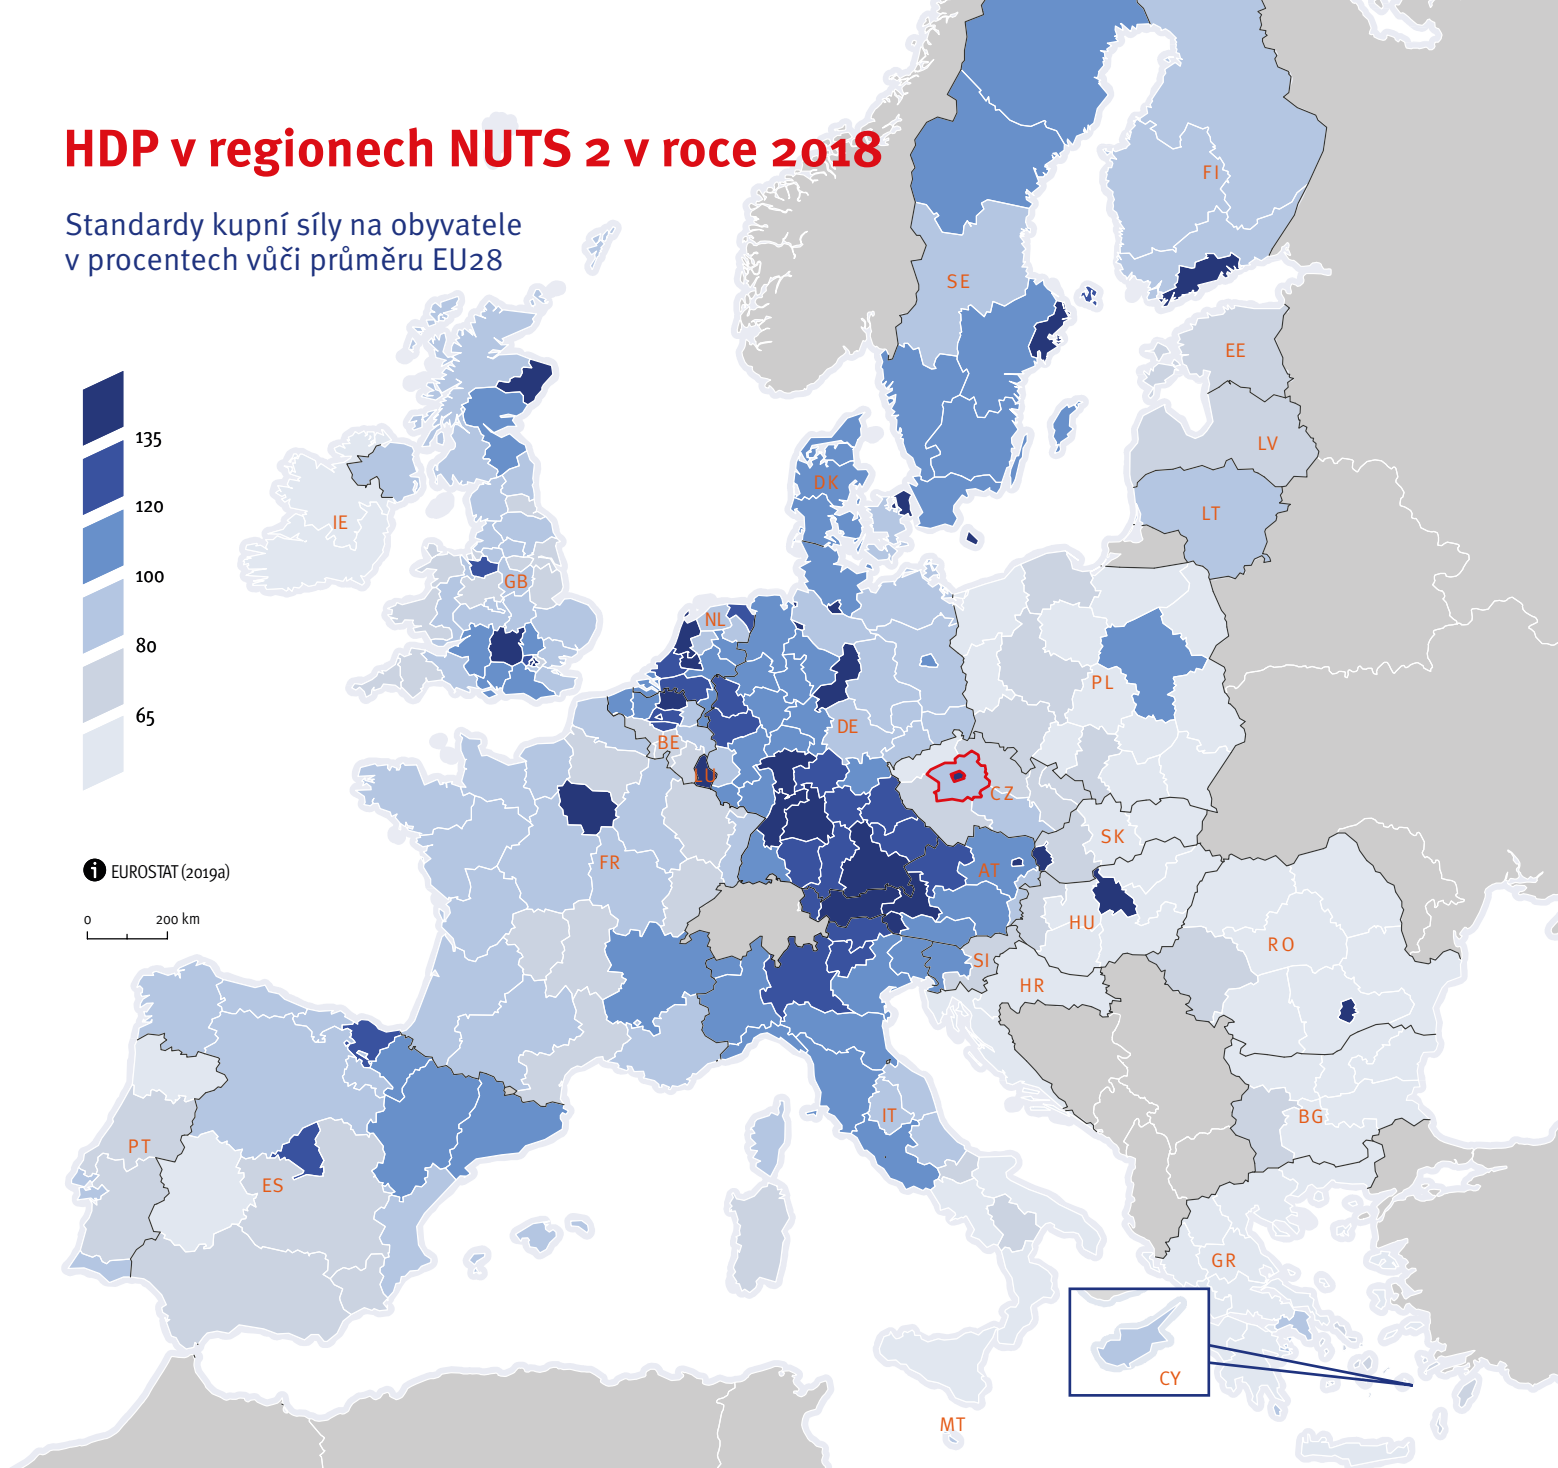 HDP v regionech NUTS 2 v roce 2018
Standardy kupní síly na obyvatele
v procentech vůči průměru EU28
135
120
100
80
65
EUROSTAT (2019a)
0 200 km
FI
SE
EE
LV
LT
DK
IE
GB
NL
PL
DE
BE
LU
CZ
SK
FR
AT
HU
RO
SI
HR
IT
BG
PT
ES
GR
CY
MT